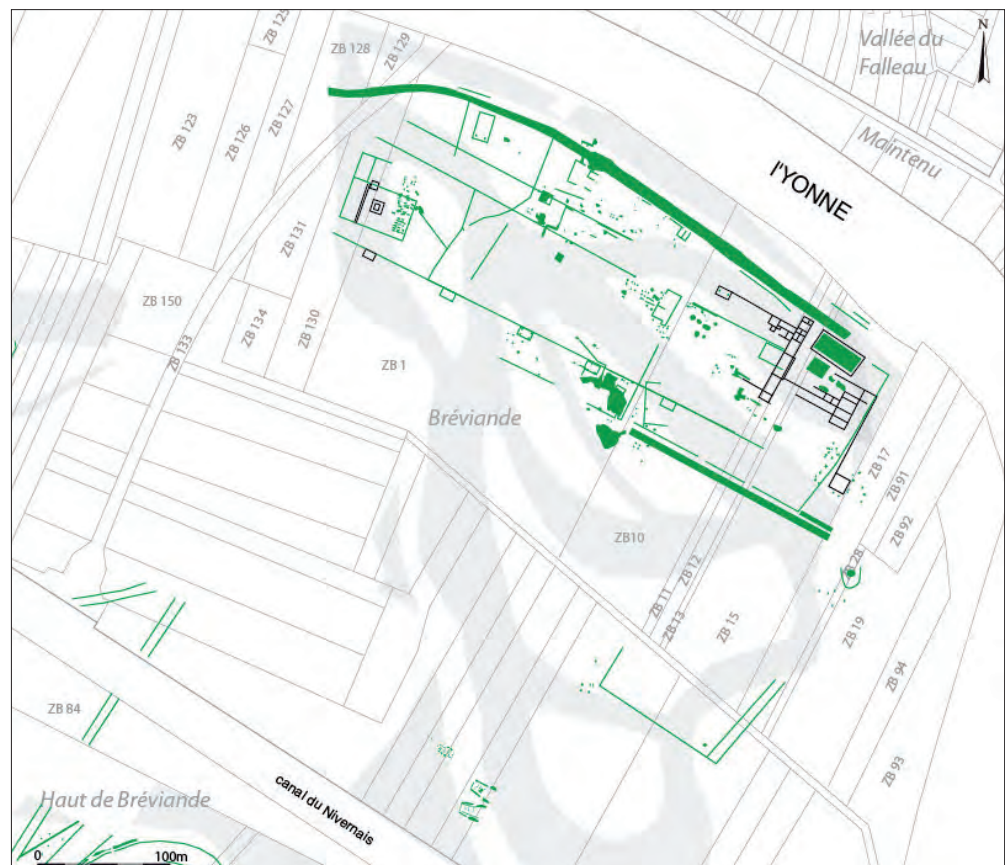 ZB 125
ZB 128
ZB 129
Vallée du
Falleau
N
ZB 123
ZB 126
ZB 127
Maintenu
l'YONNE
ZB 131
ZB 150
ZB 133
ZB 134
ZB 130
ZB 1
Bréviande
ZB 17
ZB 91
ZB 92
ZB10
ZB 28
ZB 12
ZB 11
ZB 13
ZB 15
ZB 19
ZB 94
ZB 84
ZB 93
canal du Nivernais
Haut de Bréviande
0
100m